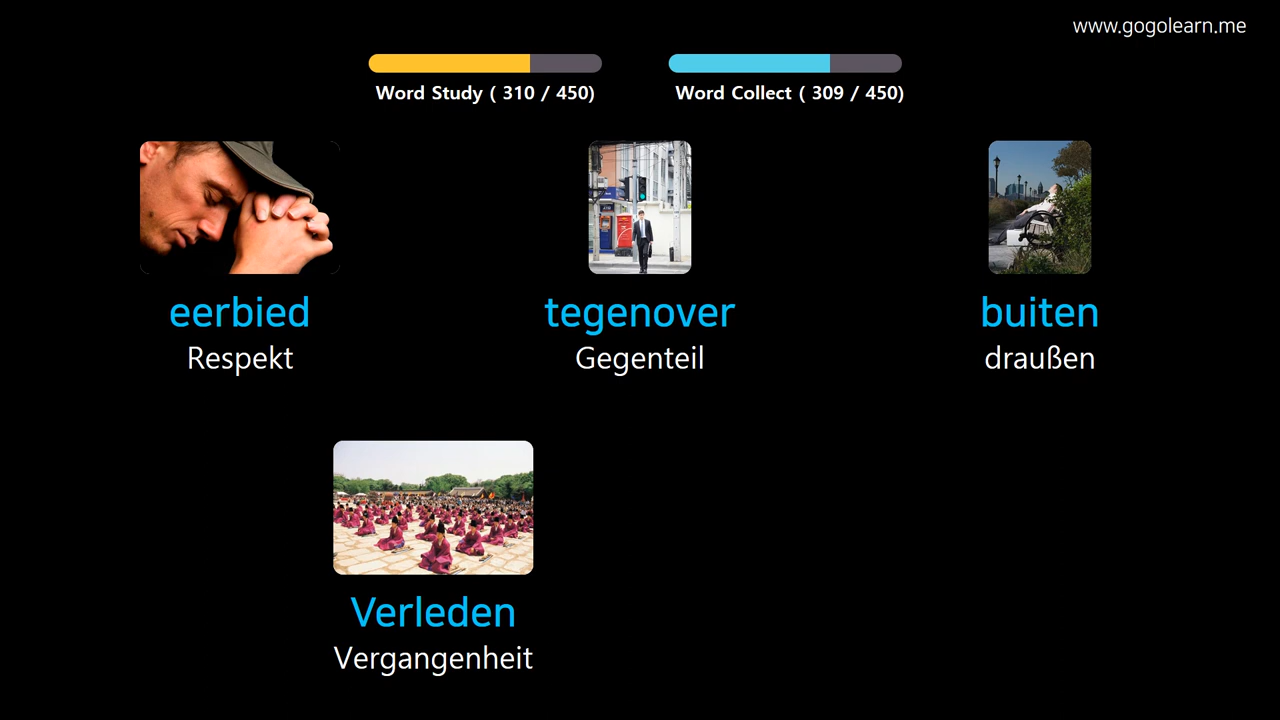 www.gogolearn.me
Word Study ( 310 / 450)
Word Collect ( 309 / 450)
eerbied
Respekt
tegenover
Gegenteil
buiten
draußen
Verleden
Vergangenheit